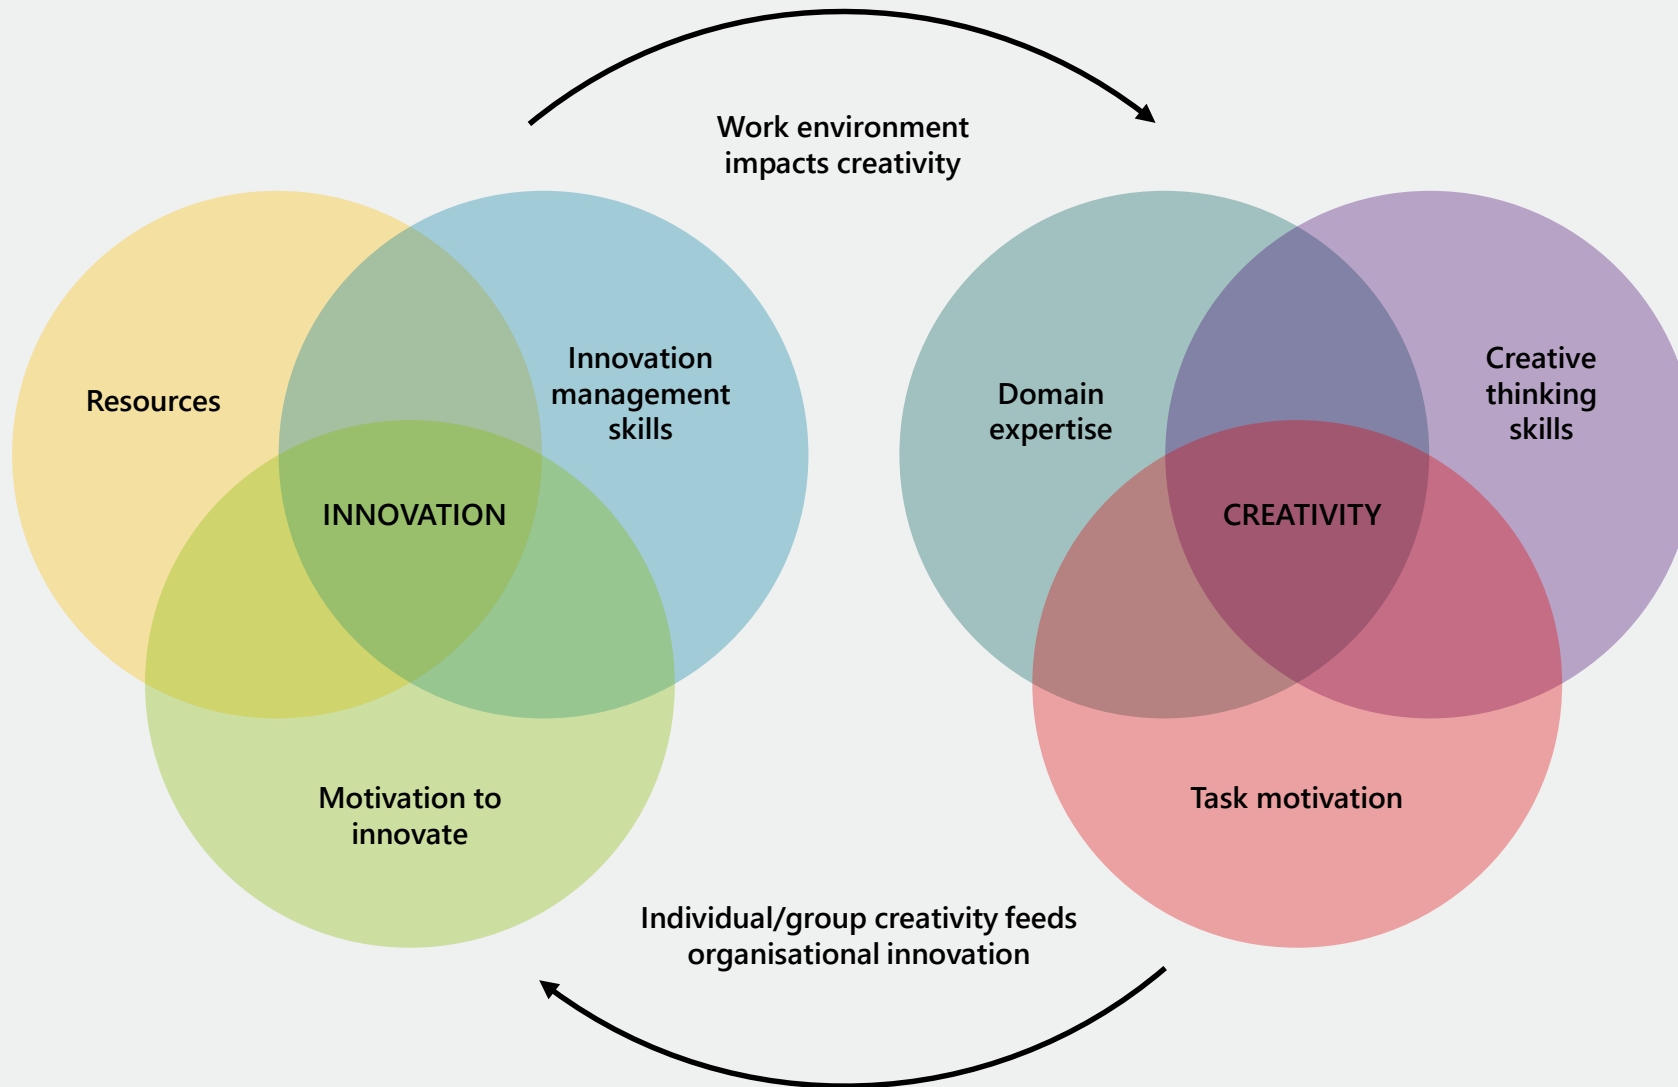 Work environment
impacts creativity
Resources
Innovation
management
skills
INNOVATION
Motivation to
innovate
Domain
expertise
Creative
thinking
skills
CREATIVITY
Task motivation
Individual/group creativity feeds
organisational innovation